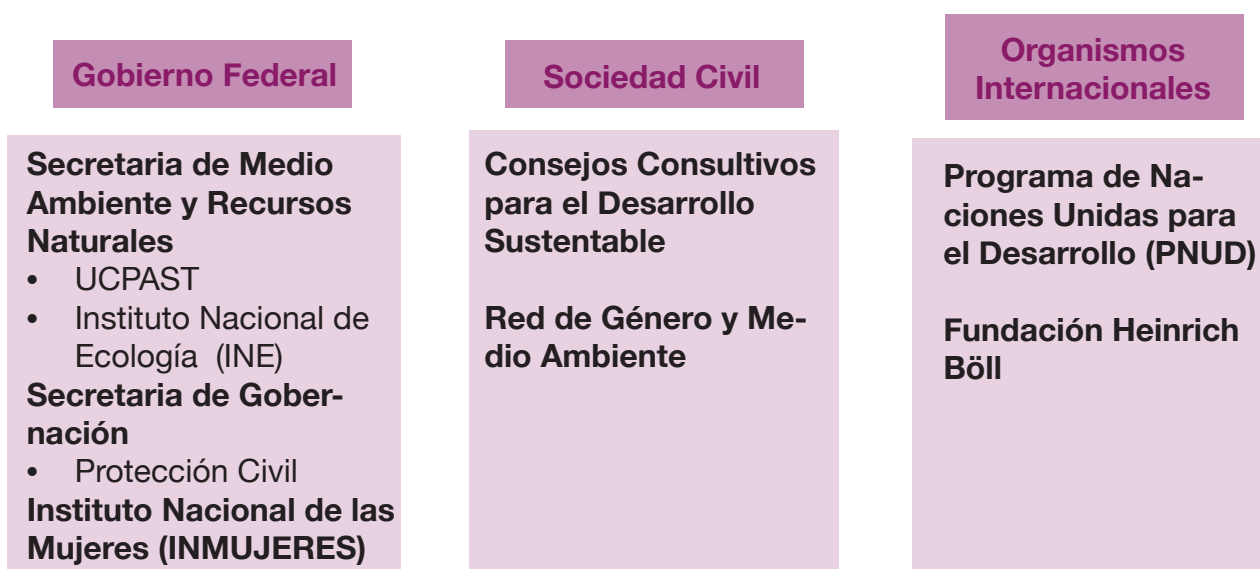 Gobierno Federal
Secretaria de Medio
Ambiente y Recursos
Naturales
• UCPAST
• Instituto Nacional de
Ecología (INE)
Secretaria de Gober-
nación
• Protección Civil
Instituto Nacional de las
Mujeres (INMUJERES)
Sociedad Civil
Consejos Consultivos
para el Desarrollo
Sustentable
Red de Género y Me-
dio Ambiente
Organismos
Internacionales
Programa de Na-
ciones Unidas para
el Desarrollo (PNUD)
Fundación Heinrich
Böll